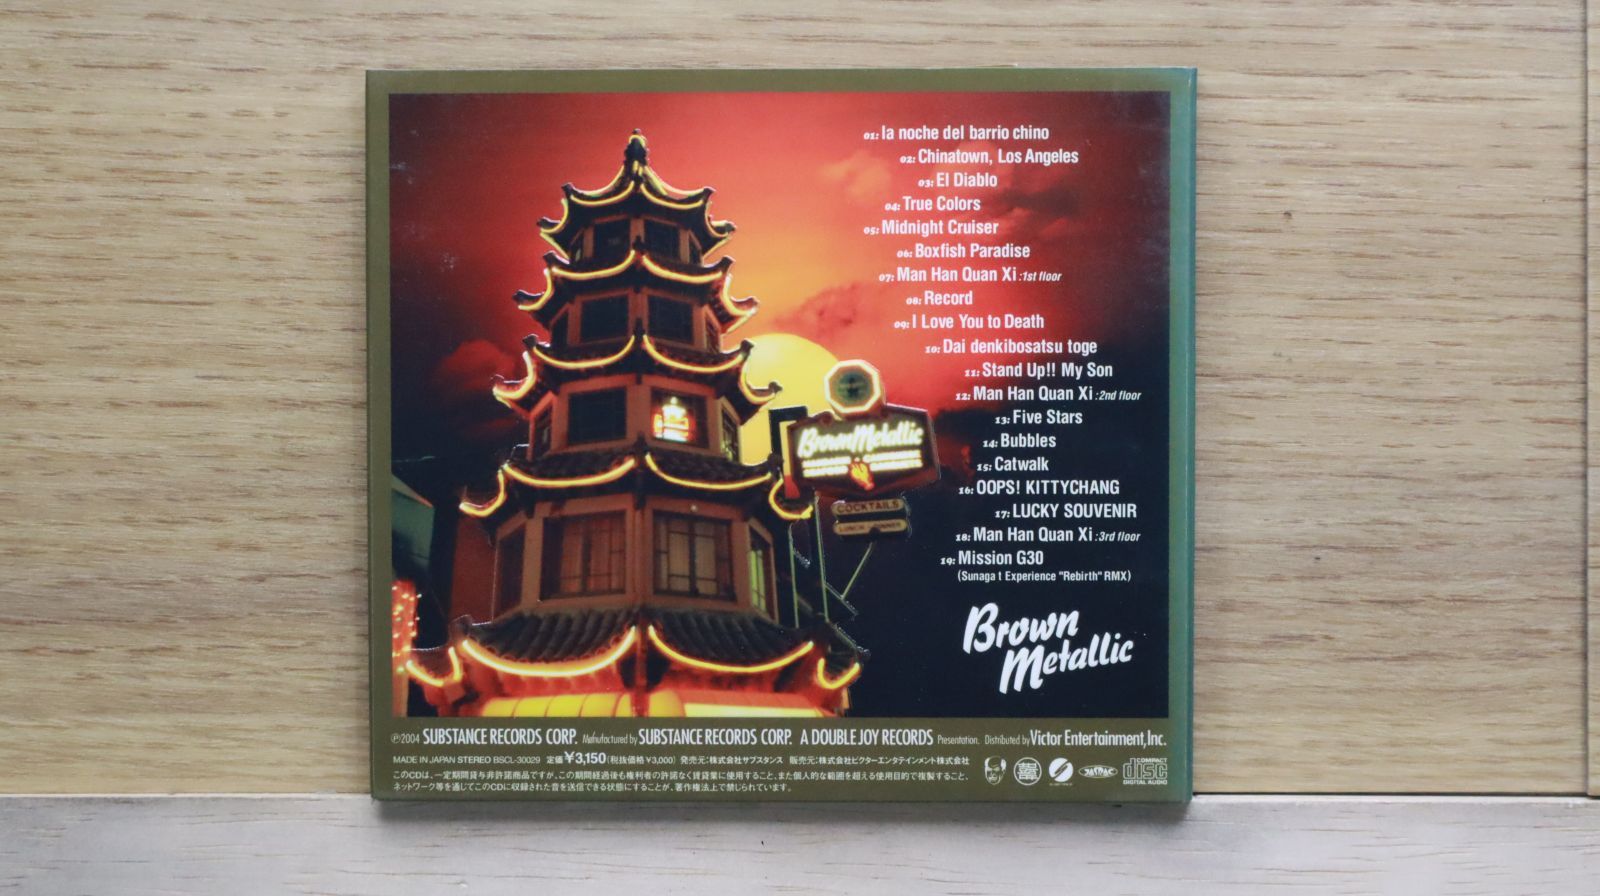 01: la noche del barrio chino
02: Chinatown, Los Angeles
03: El Diablo
04: True Colors
05: Midnight Cruiser
06: Boxfish Paradise
07: Man Han Quan Xi :1st floor
08: Record
09: I Love You to Death
10: Dai denkibosatsu toge
11: Stand Up!! My Son
12: Man Han Quan Xi :2nd floor
13: Five Stars
14: Bubbles
15: Catwalk
16: OOPS! KITTYCHANG
17: LUCKY SOUVENIR
18: Man Han Quan Xi :3rd floor
19: Mission G30
(Sunaga t Experience "Rebirth" RMX)
Brown Metallic
COCKTAILS
LUNCH DINNER
Brown
Metallic
℗2004 SUBSTANCE RECORDS CORP. Mahufactured by SUBSTANCE RECORDS CORP. A DOUBLE JOY RECORDS Presentation. Distributed by Victor Entertainment, Inc.
MADE IN JAPAN STEREO BSCL-30029 定価¥3,150(税抜価格¥3,000) 発売元:株式会社サブスタンス 販売元:株式会社ビクターエンタテインメント株式会社
このCDは、一定期間貸与非許諾商品ですが、この期間経過後も権利者の許諾なく賃貸業に使用すること、また個人的な範囲を超える使用目的で複製すること、
ネットワーク等を通じてこのCDに収録された音を送信できる状態にすることが、著作権法上で禁じられています。
JASRAC
COMPACT
disc
DIGITAL AUDIO